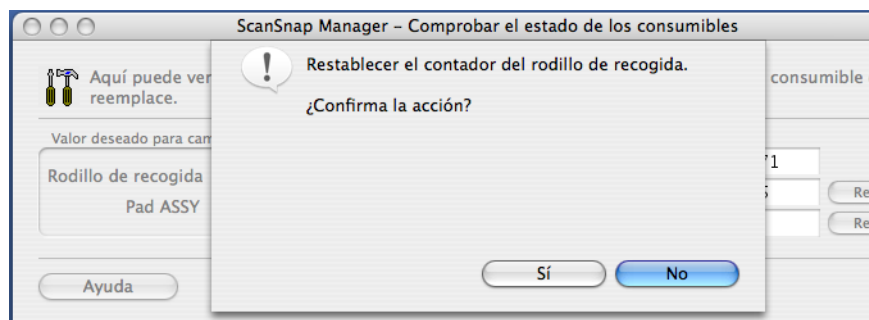 ScanSnap Manager – Comprobar el estado de los consumibles
Restablecer el contador del rodillo de recogida.
¿Confirma la acción?
Aquí puede ver
consumible
reemplace.
Valor deseado para
Rodillo de recogida
Pad ASSY
Sí
No
Ayuda